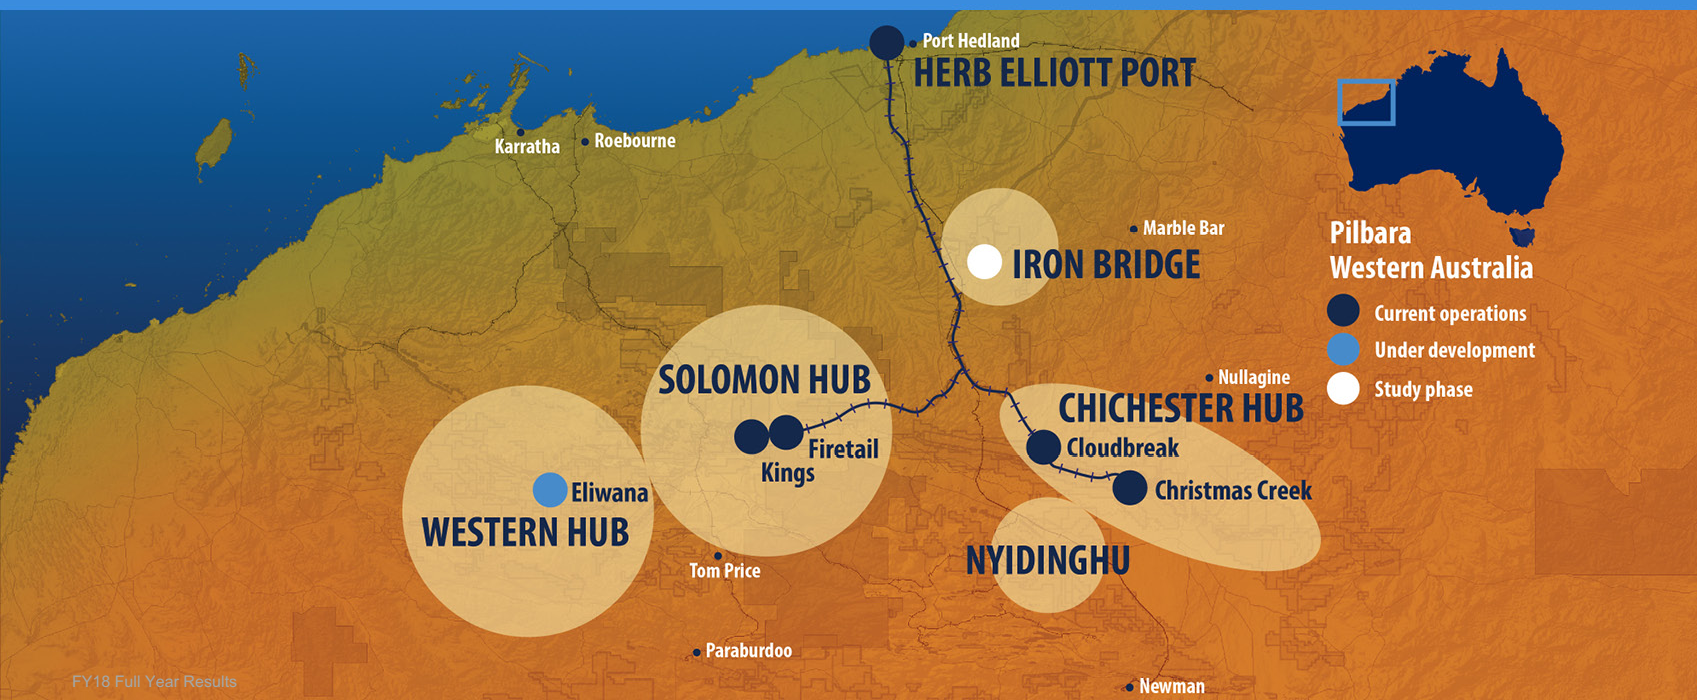 Port Hedland
HERB ELLIOTT PORT
Karratha
Roebourne
Marble Bar
IRON BRIDGE
Pilbara
Western Australia
Current operations
Under development
Study phase
SOLOMON HUB
Firetail
Kings
Nullagine
CHICHESTER HUB
Cloudbreak
Christmas Creek
Eliwana
WESTERN HUB
NYIDINGHU
Tom Price
Paraburdoo
Newman
FY18 Full Year Results